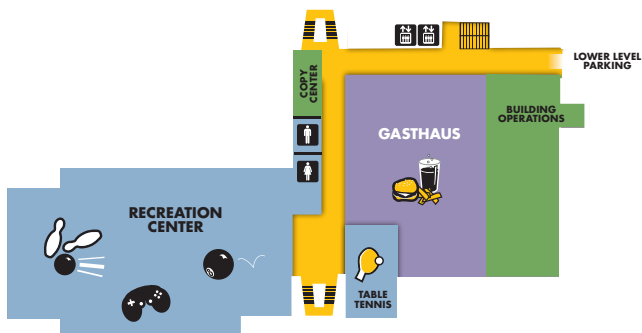 COPY
CENTER
LOWER LEVEL
PARKING
BUILDING
OPERATIONS
GASTHAUS
RECREATION
CENTER
TABLE
TENNIS